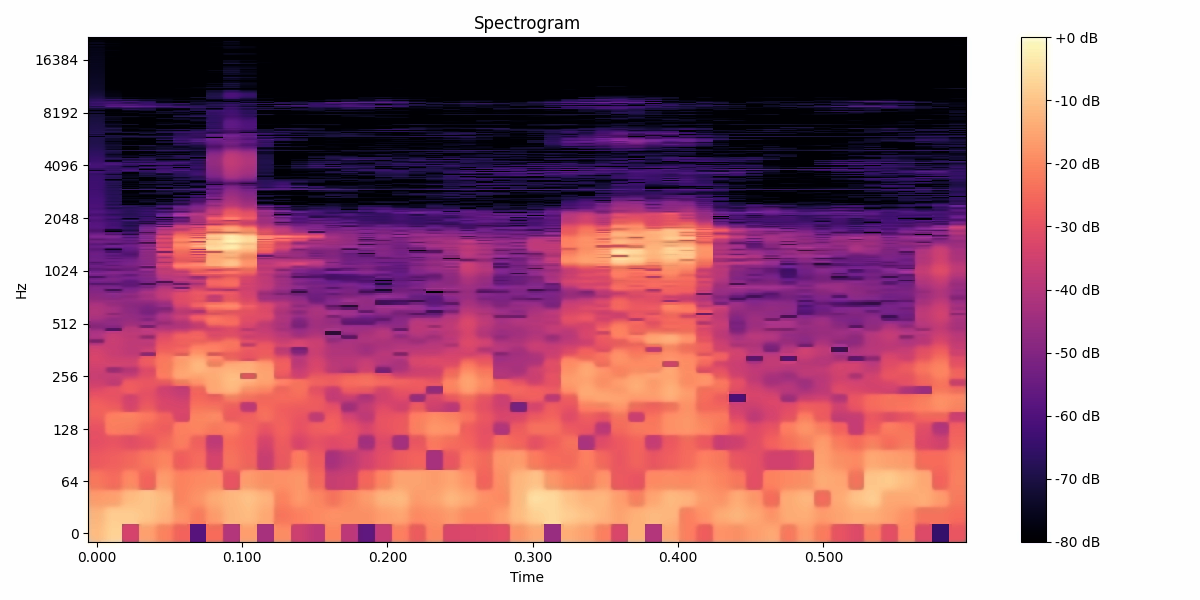 Spectrogram
Hz
16384
8192
4096
2048
1024
512
256
128
64
0
0.000 0.100 0.200 0.300 0.400 0.500
Time
+0 dB
-10 dB
-20 dB
-30 dB
-40 dB
-50 dB
-60 dB
-70 dB
-80 dB